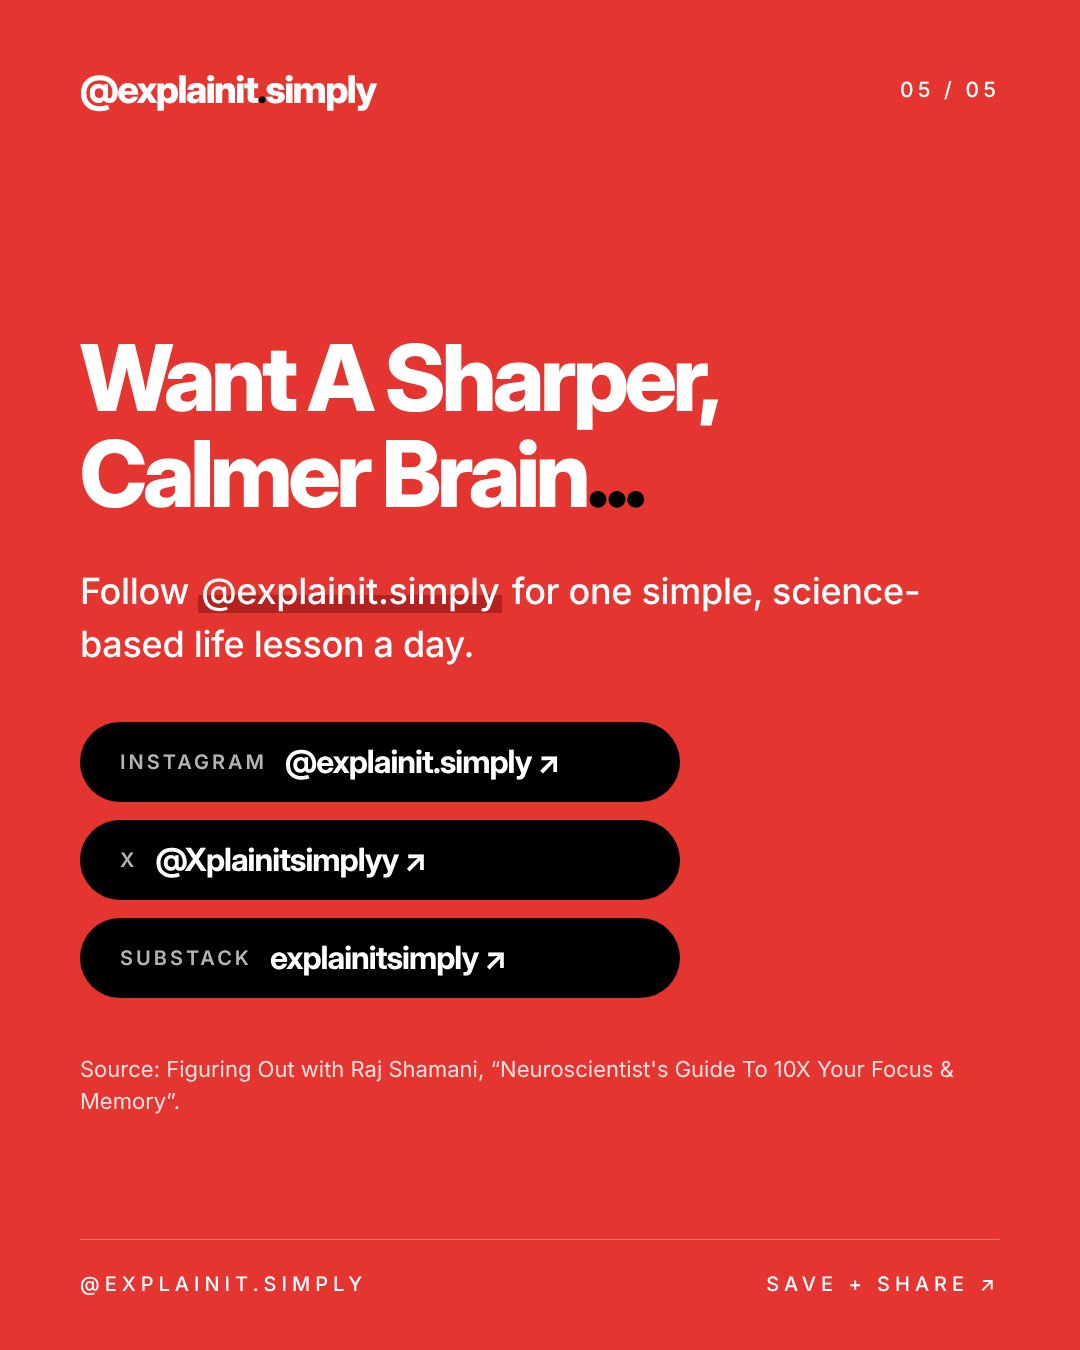 @explainit.simply
05 / 05
Want A Sharper,
Calmer Brain...
Follow @explainit.simply for one simple, science-
based life lesson a day.
INSTAGRAM @explainit.simply ↗
X @Xplainitsimplyy ↗
SUBSTACK explainitsimply ↗
Source: Figuring Out with Raj Shamani, “Neuroscientist's Guide To 10X Your Focus &
Memory”.
@EXPLAINIT.SIMPLY
SAVE + SHARE ↗